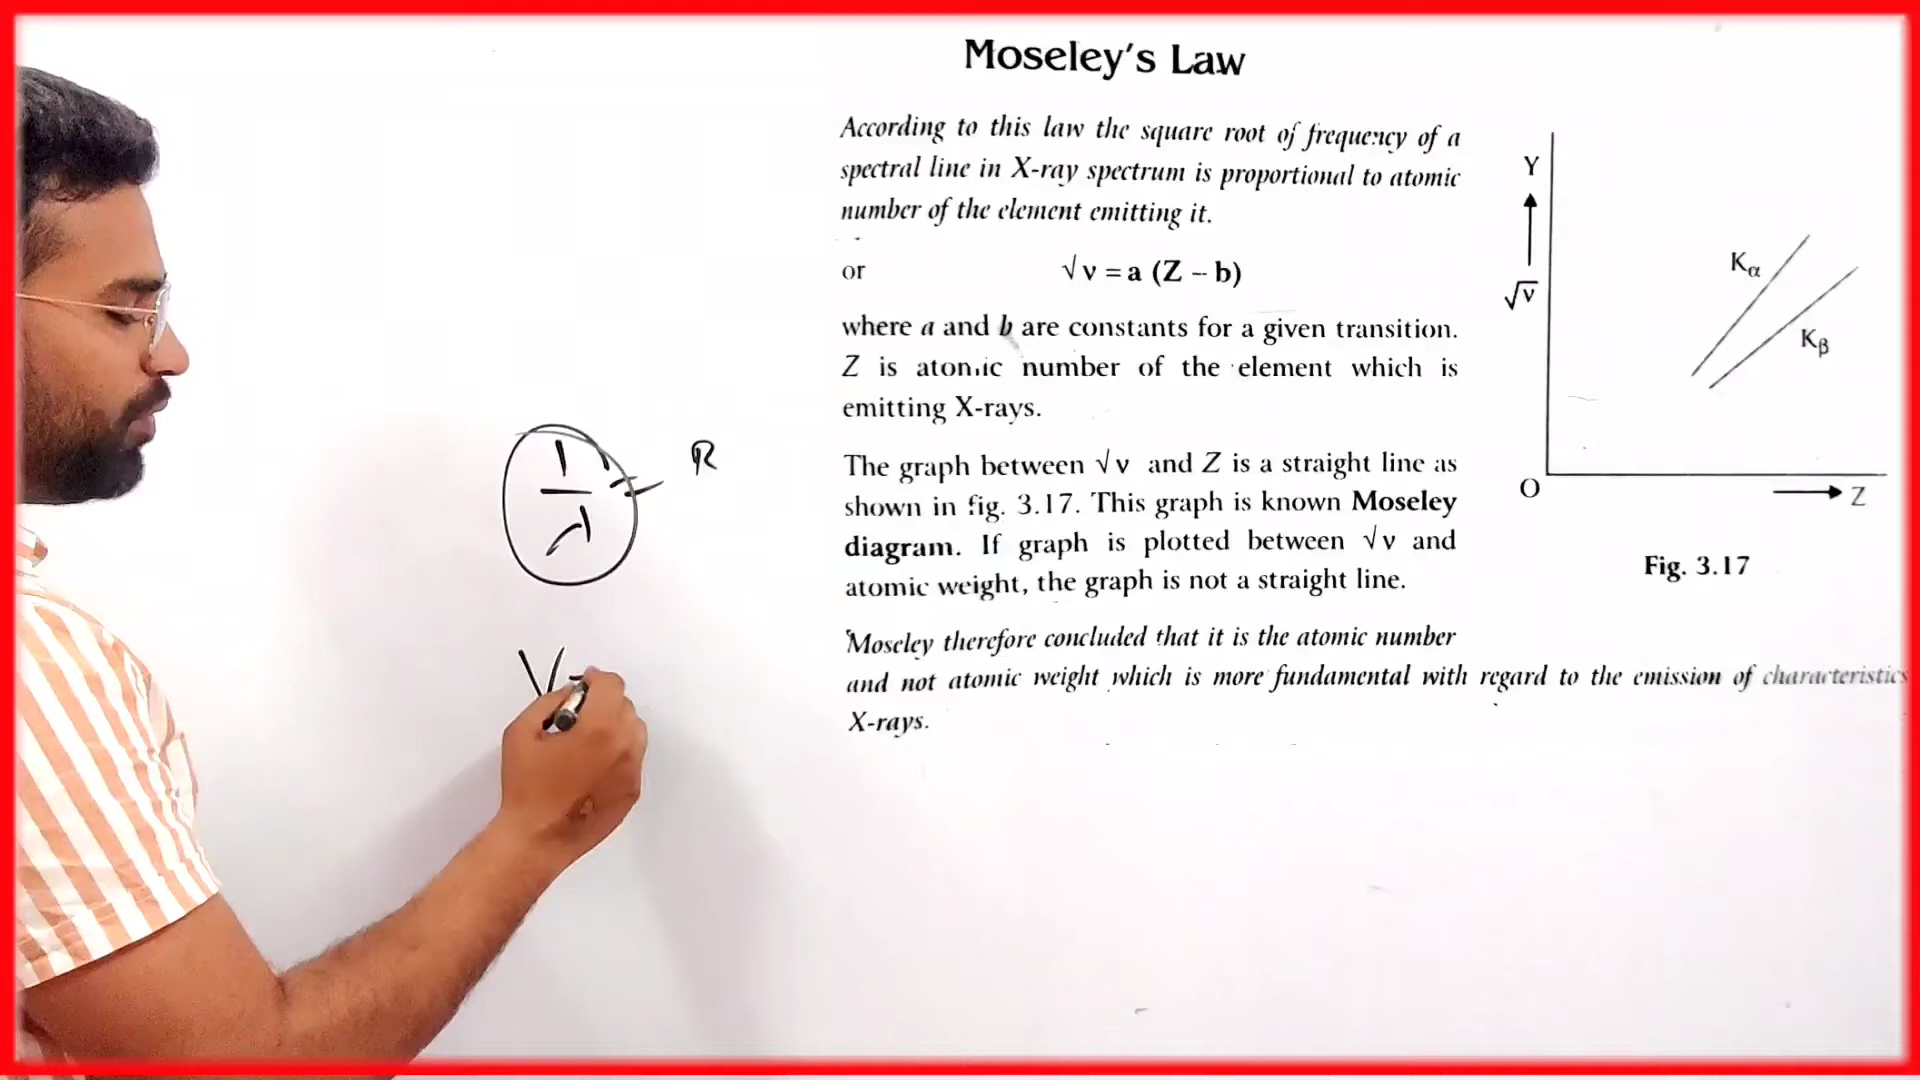 Moseley's Law
According to this law the square root of frequency of a
spectral line in X-ray spectrum is proportional to atomic
number of the element emitting it.
or √ν = a (Z – b)
where a and b are constants for a given transition.
Z is atomic number of the element which is
emitting X-rays.
The graph between √ν and Z is a straight line as
shown in fig. 3.17. This graph is known Moseley
diagram. If graph is plotted between √ν and
atomic weight, the graph is not a straight line.
Moseley therefore concluded that it is the atomic number
and not atomic weight which is more fundamental with regard to the emission of characteristics
X-rays.
Y
√ν
Kα
Kβ
O
Z
Fig. 3.17
1
λ
=
R